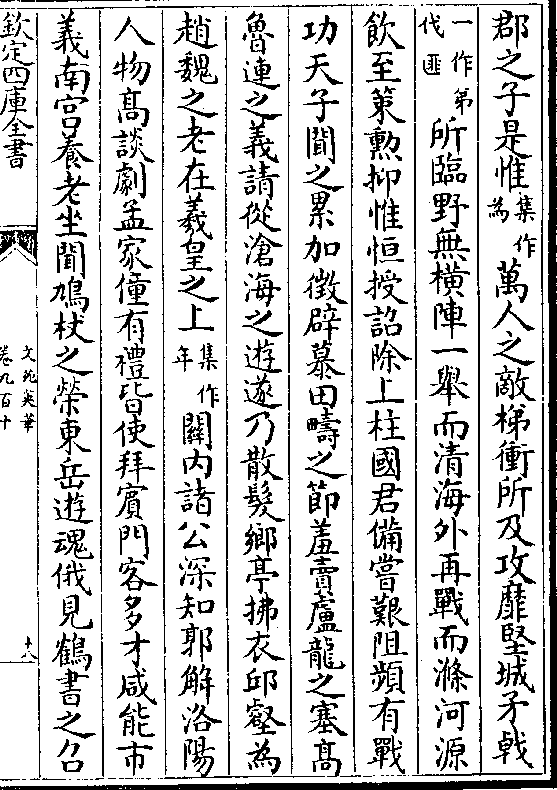 郡之子是惟集作為萬人之敵梯衝所及攻靡堅城矛戟
一作第代匪所臨野無橫陣一舉而清海外再戰而滌河源
飲至策勲抑惟恒授詔除上柱國君備嘗艱阻頻有戰
功天子聞之累加徵辟慕田疇之節羞賣盧龍之塞髙
魯連之義請從滄海之遊遂乃散髮鄉亭拂衣邱壑為
趙魏之老在羲皇之上集作年關内諸公深知郭解洛陽
人物髙談劇孟家僮有禮皆使拜賔門客多才咸能市
義南宫養老坐聞鳩杖之榮東岳遊魂俄見鶴書之召
欽定四庫全書
文苑英華
卷九百十
十八